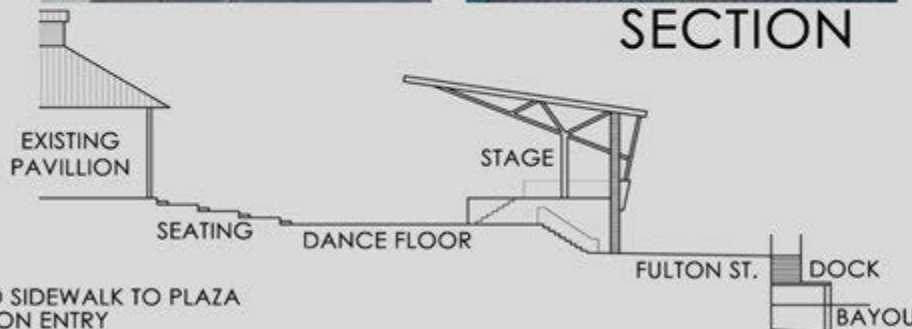 SECTION
EXISTING
PAVILLION
STAGE
SEATING
DANCE FLOOR
FULTON ST.
DOCK
SIDEWALK TO PLAZA
ON ENTRY
BAYOU